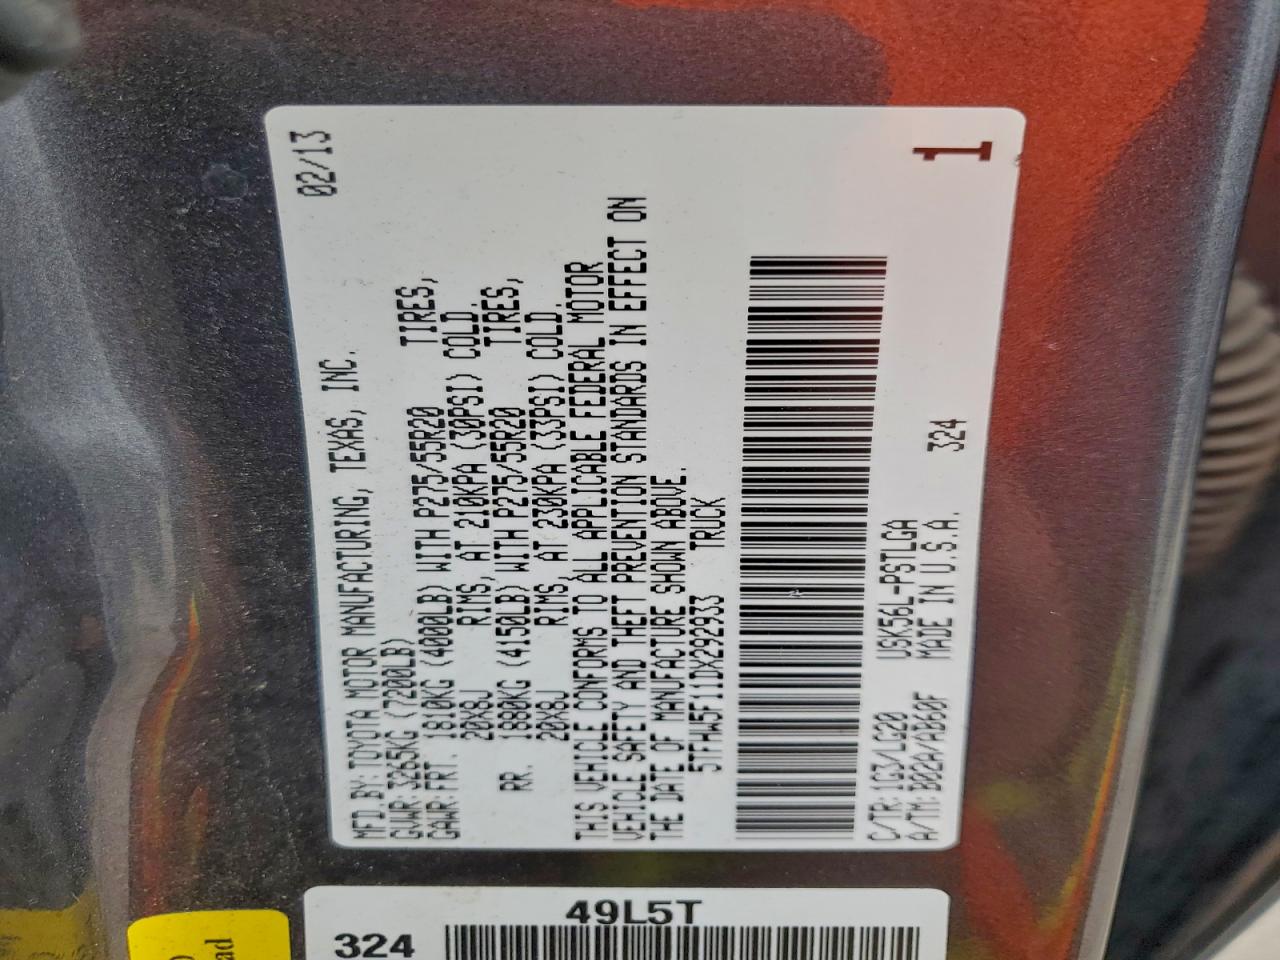 02/13
MFD. BY: TOYOTA MOTOR MANUFACTURING, TEXAS, INC.
GVWR: 3265KG (7200LB)
GAWR: FRT. 1810KG (4000LB) WITH P275/55R20 TIRES,
20X8J RIMS, AT 210KPA (30PSI) COLD.
RR. 1880KG (4150LB) WITH P275/55R20 TIRES,
20X8J RIMS, AT 230KPA (33PSI) COLD.
THIS VEHICLE CONFORMS TO ALL APPLICABLE FEDERAL MOTOR
VEHICLE SAFETY AND THEFT PREVENTION STANDARDS IN EFFECT ON
THE DATE OF MANUFACTURE SHOWN ABOVE.
5TFHW5F11DX292933 TRUCK
C/TR: 1G3/LG20 USK56L-PSTLGA
A/TM: B02A/AB60F MADE IN U.S.A. 324
1
49L5T
324
ad